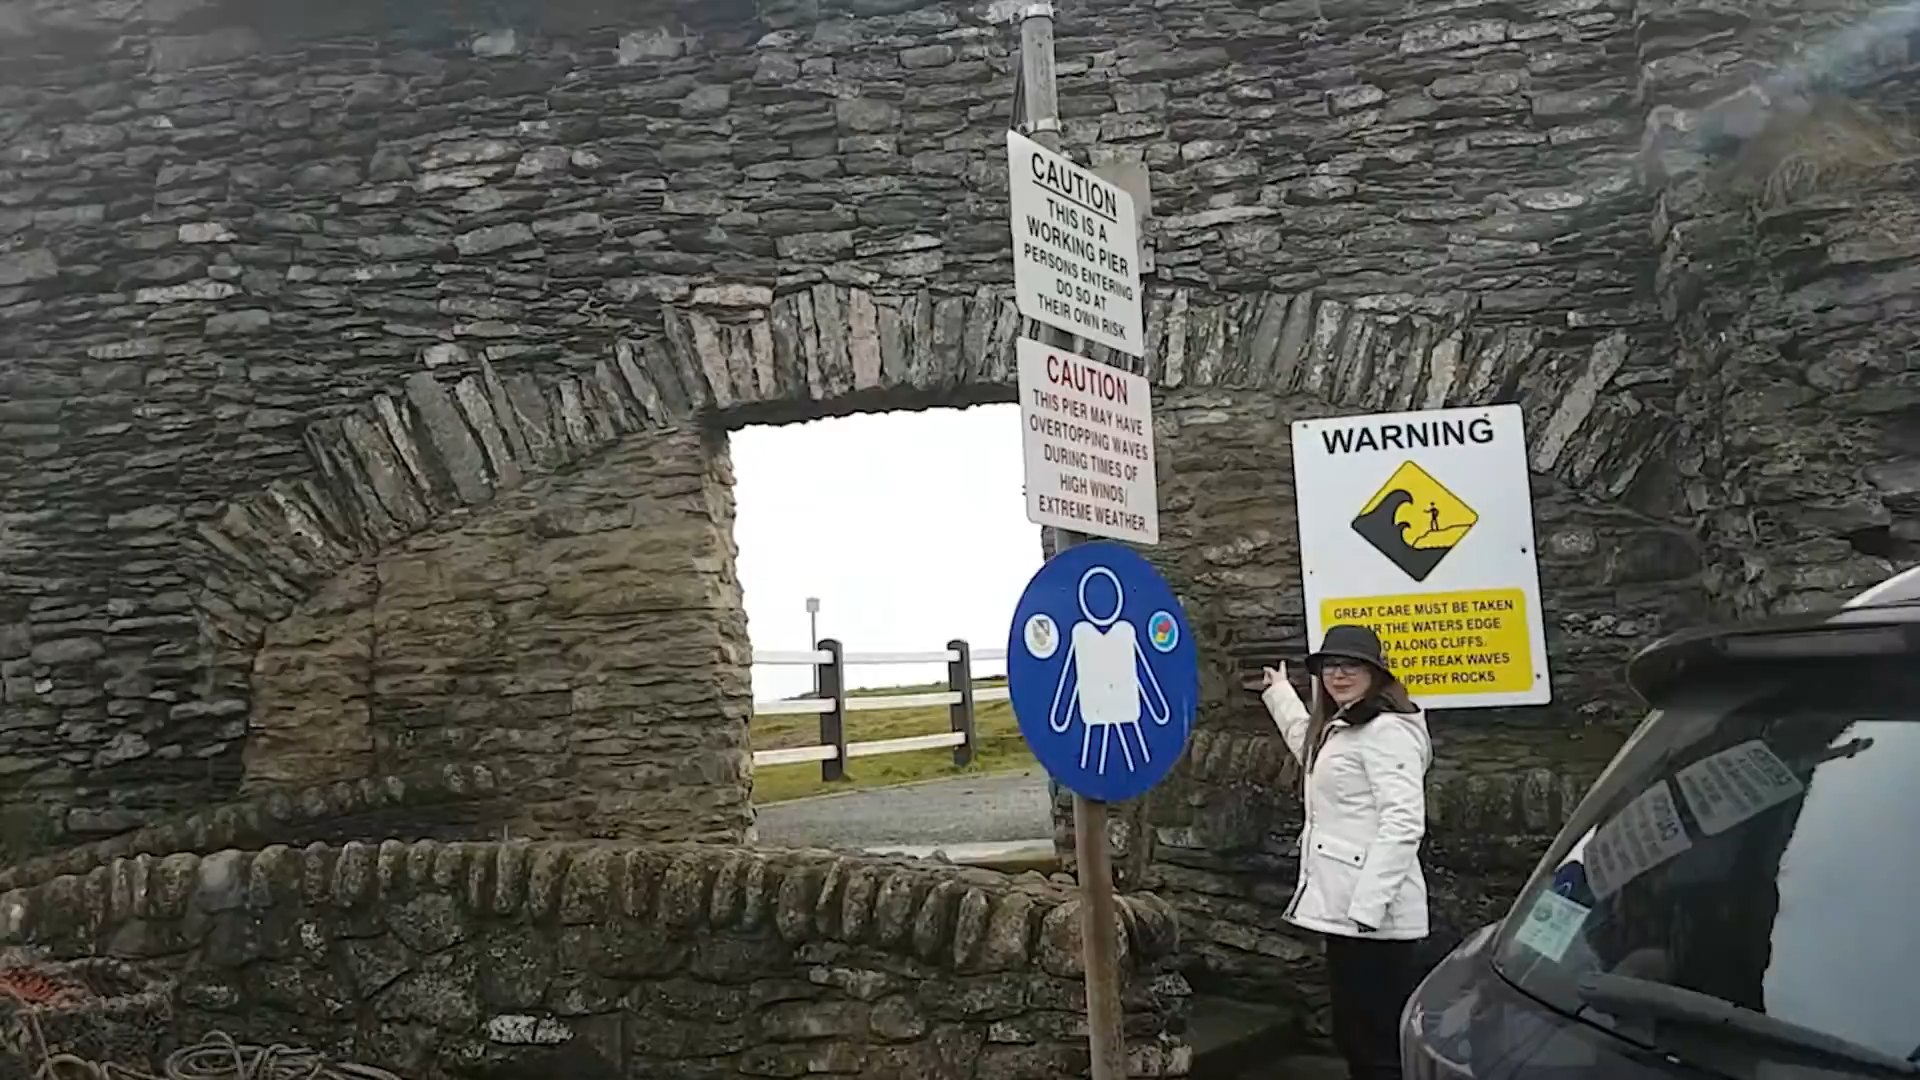 CAUTION
THIS IS A
WORKING PIER
PERSONS ENTERING
DO SO AT
THEIR OWN RISK
CAUTION
THIS PIER MAY HAVE
OVERTOPPING WAVES
DURING TIMES OF
HIGH WINDS/
EXTREME WEATHER.
WARNING
GREAT CARE MUST BE TAKEN
THE WATERS EDGE
ALONG CLIFFS.
OF FREAK WAVES
ROCKS